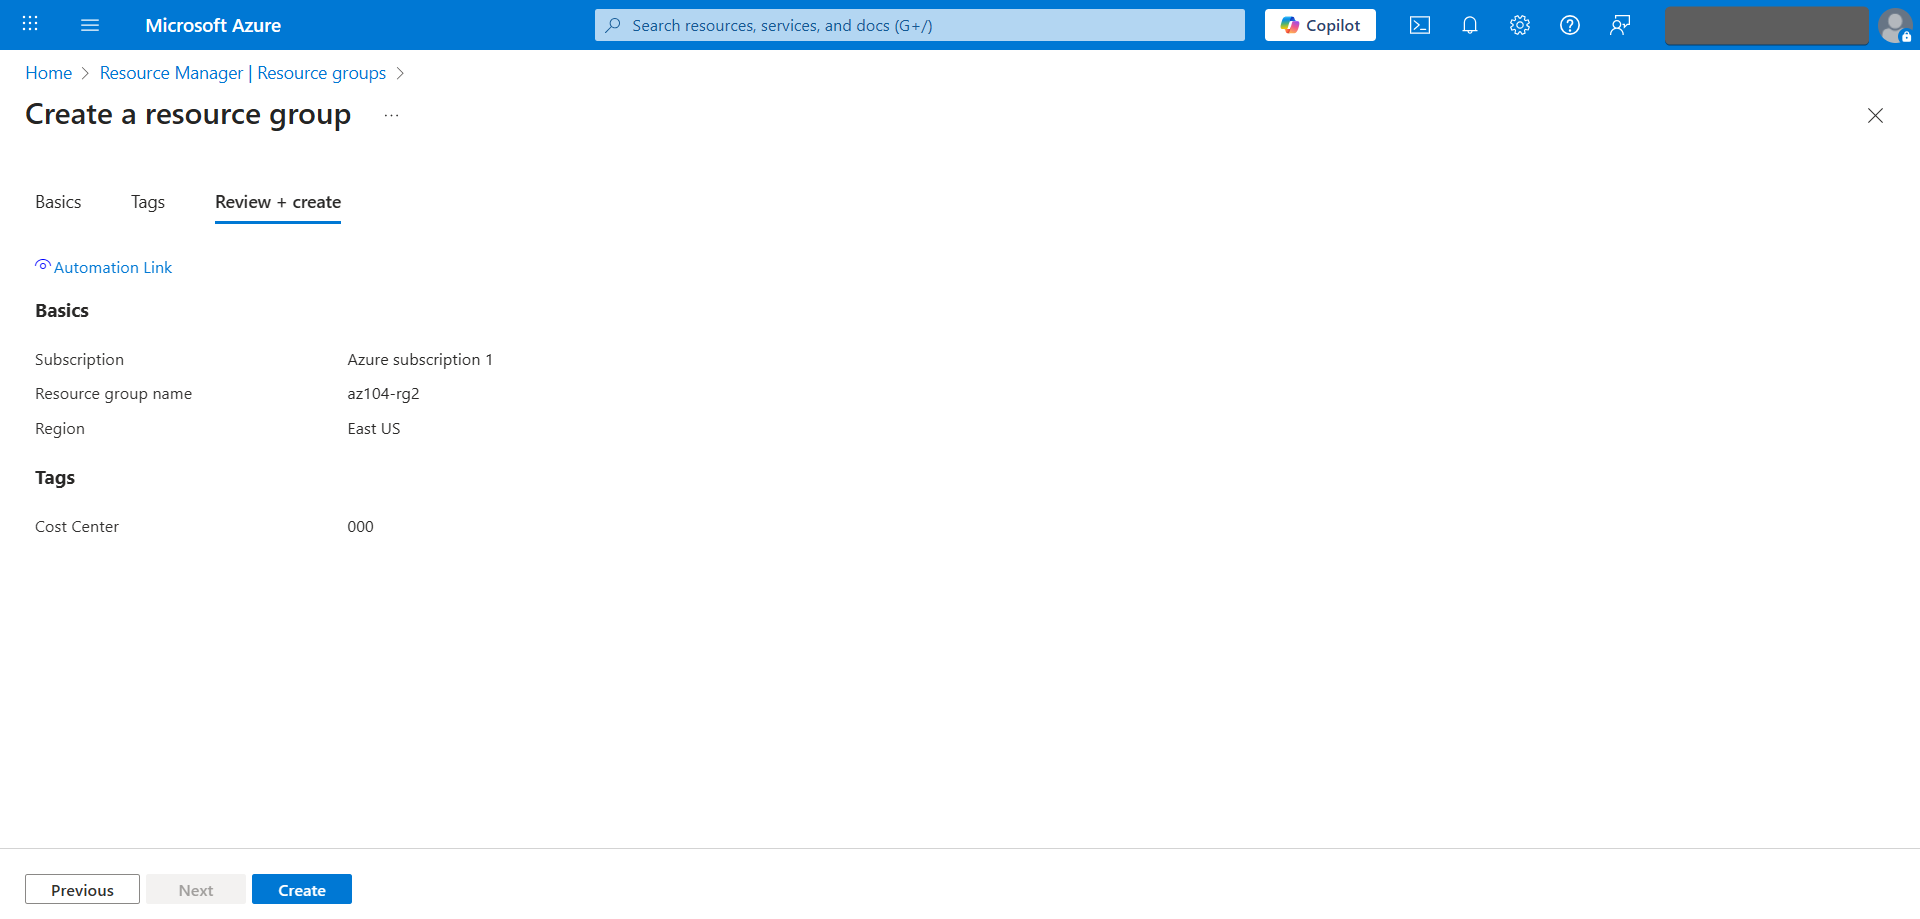 Microsoft Azure
Search resources, services, and docs (G+/)
Copilot
Home > Resource Manager | Resource groups >
Create a resource group ...
Basics Tags Review + create
Automation Link
Basics
Subscription Azure subscription 1
Resource group name az104-rg2
Region East US
Tags
Cost Center 000
Previous Next Create